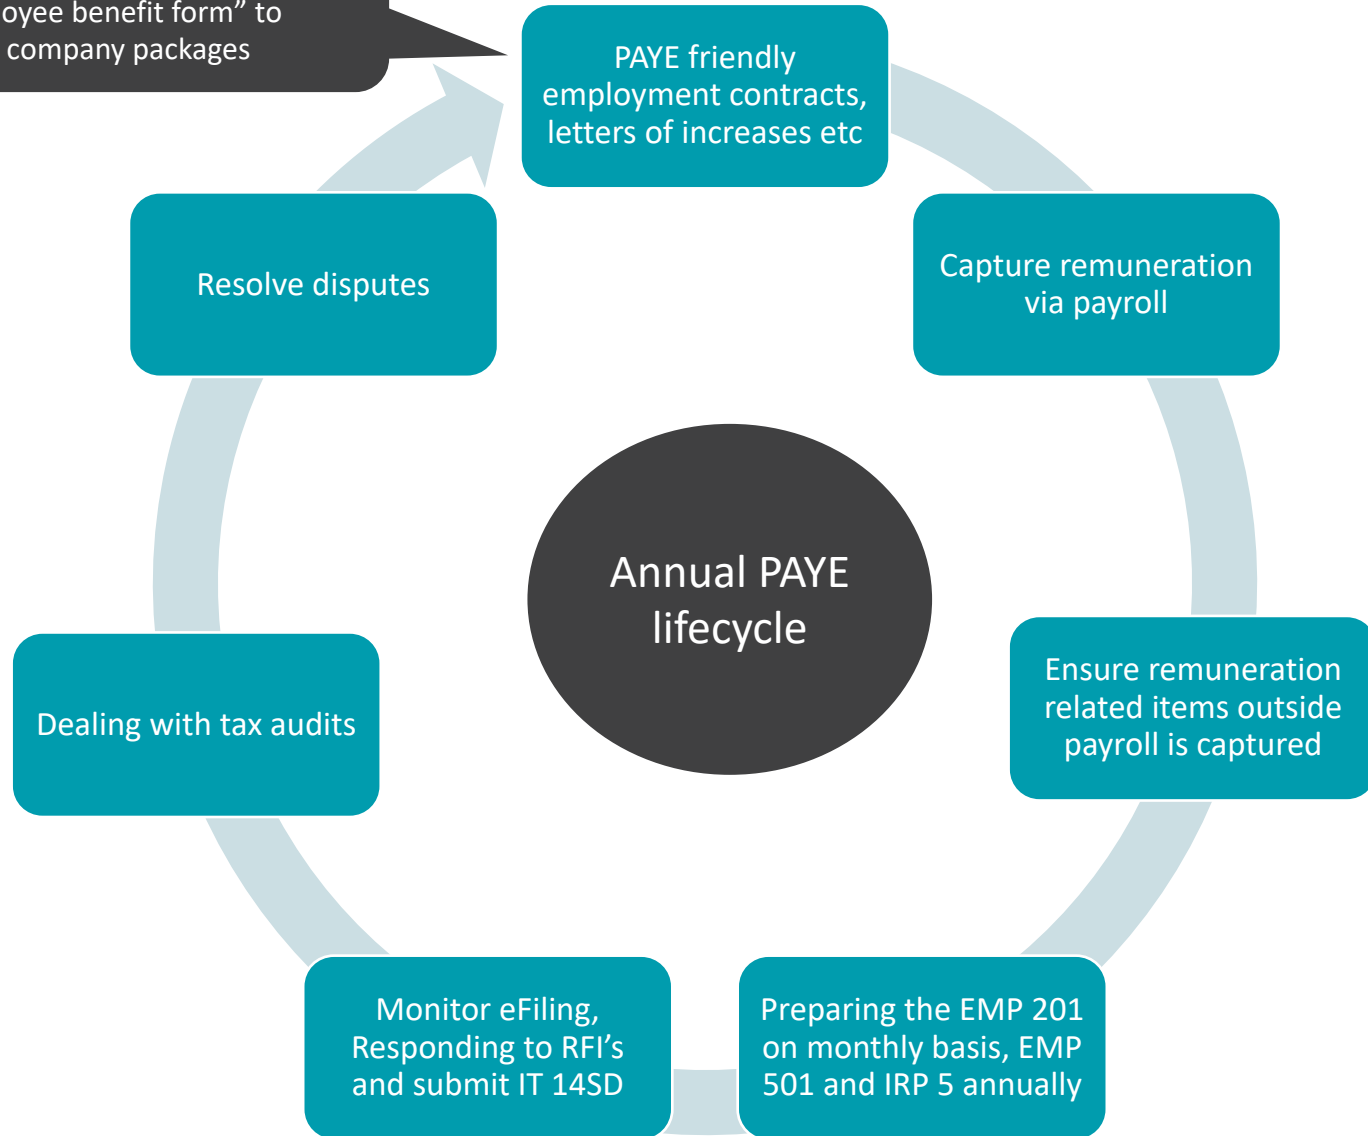 benefit form” to
company packages
PAYE friendly
employment contracts,
letters of increases etc
Capture remuneration
via payroll
Ensure remuneration
related items outside
payroll is captured
Preparing the EMP 201
on monthly basis, EMP
501 and IRP 5 annually
Monitor eFiling,
Responding to RFI’s
and submit IT 14SD
Dealing with tax audits
Resolve disputes
Annual PAYE
lifecycle